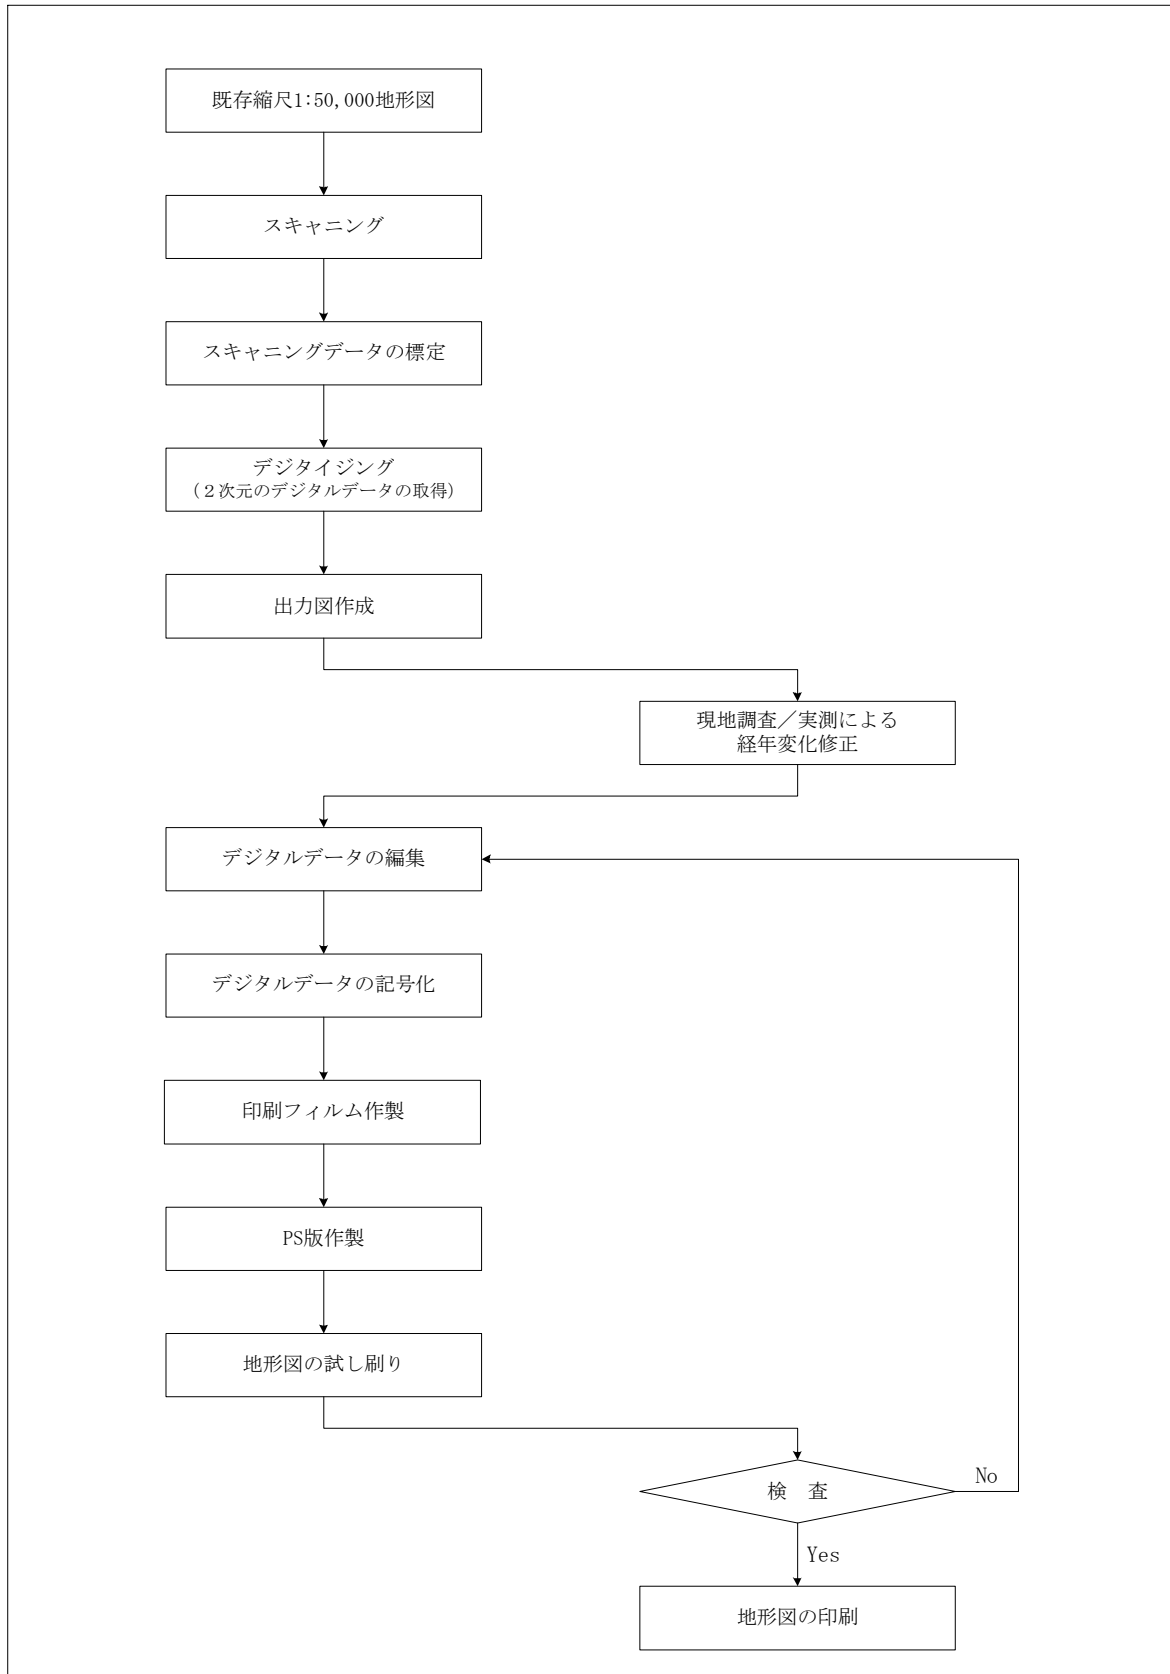 既存縮尺1:50,000地形図
スキャニング
スキャニングデータの標定
デジタイジング
（２次元のデジタルデータの取得）
出力図作成
現地調査／実測による
経年変化修正
デジタルデータの編集
デジタルデータの記号化
印刷フィルム作製
PS版作製
地形図の試し刷り
検　査
No
Yes
地形図の印刷